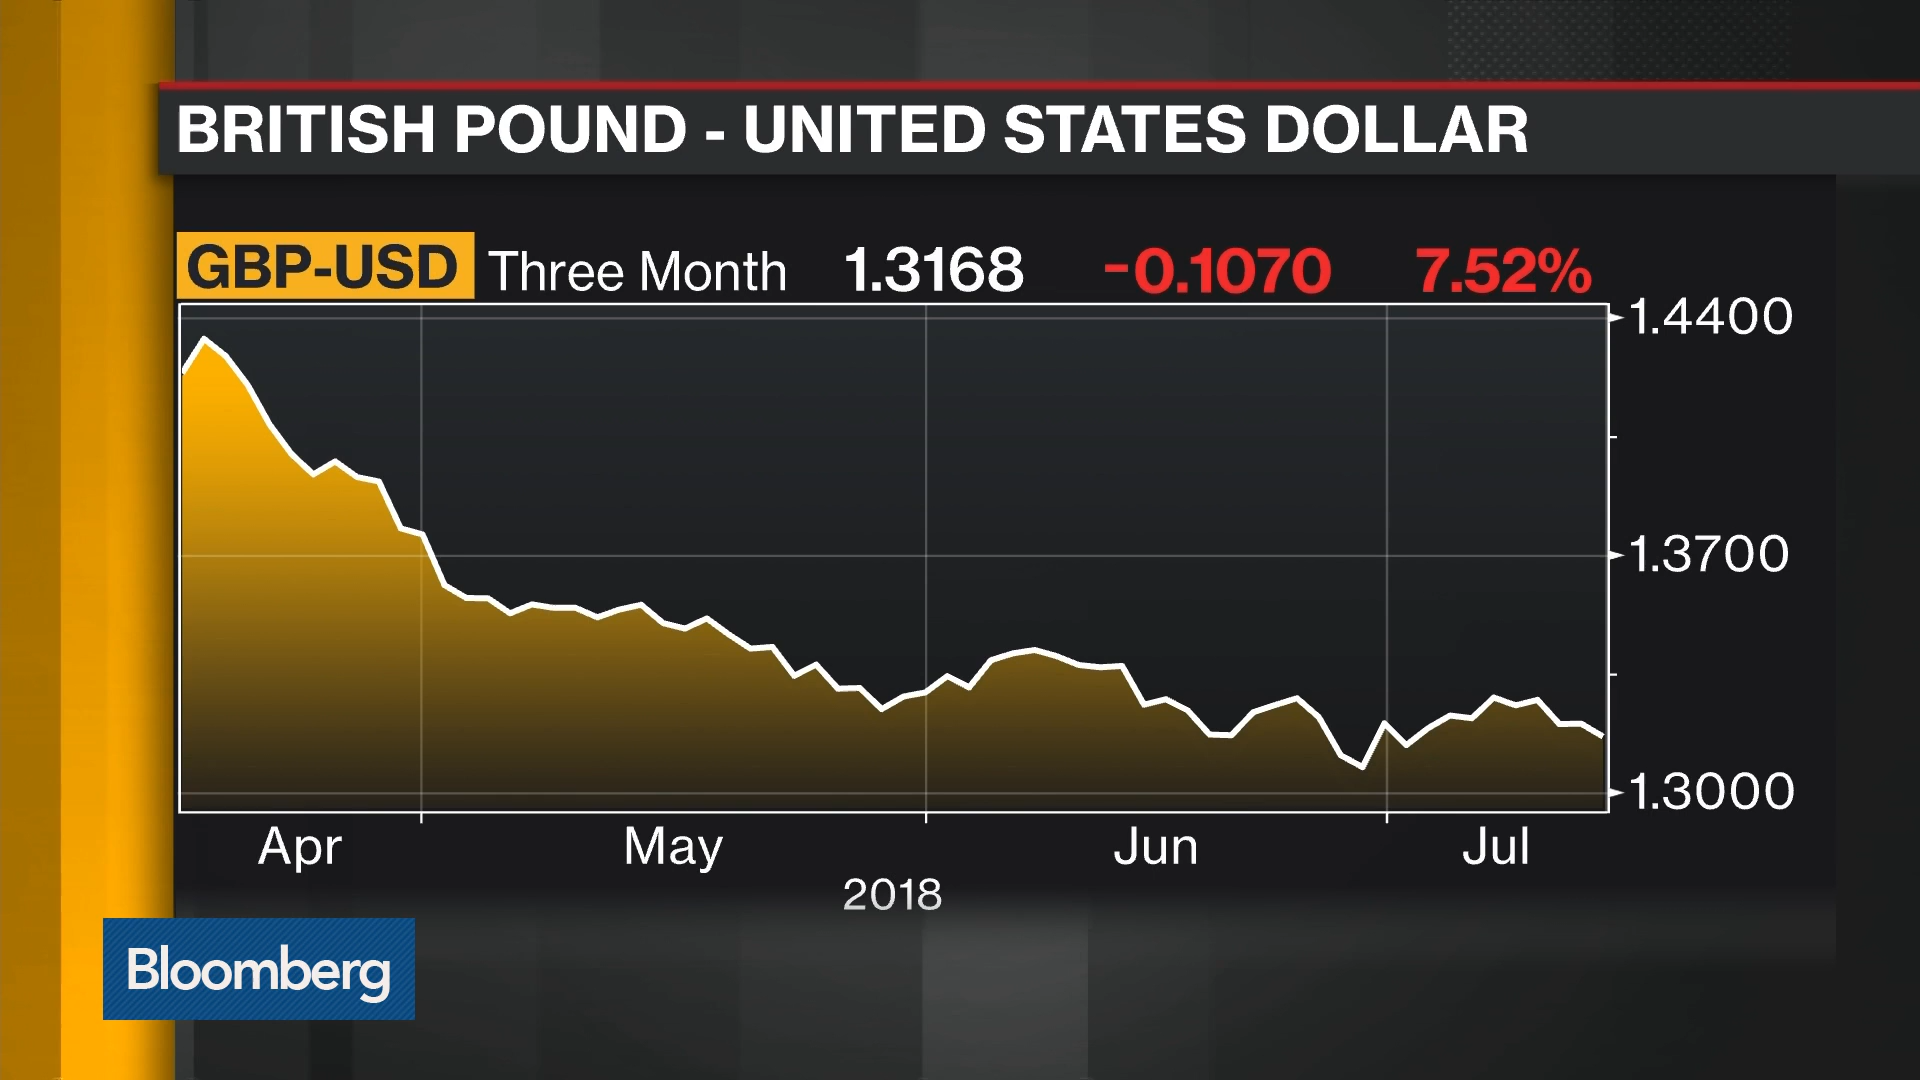 BRITISH POUND - UNITED STATES DOLLAR
GBP-USD Three Month 1.3168 -0.1070 7.52%
1.4400
1.3700
1.3000
Apr May Jun Jul
2018
Bloomberg